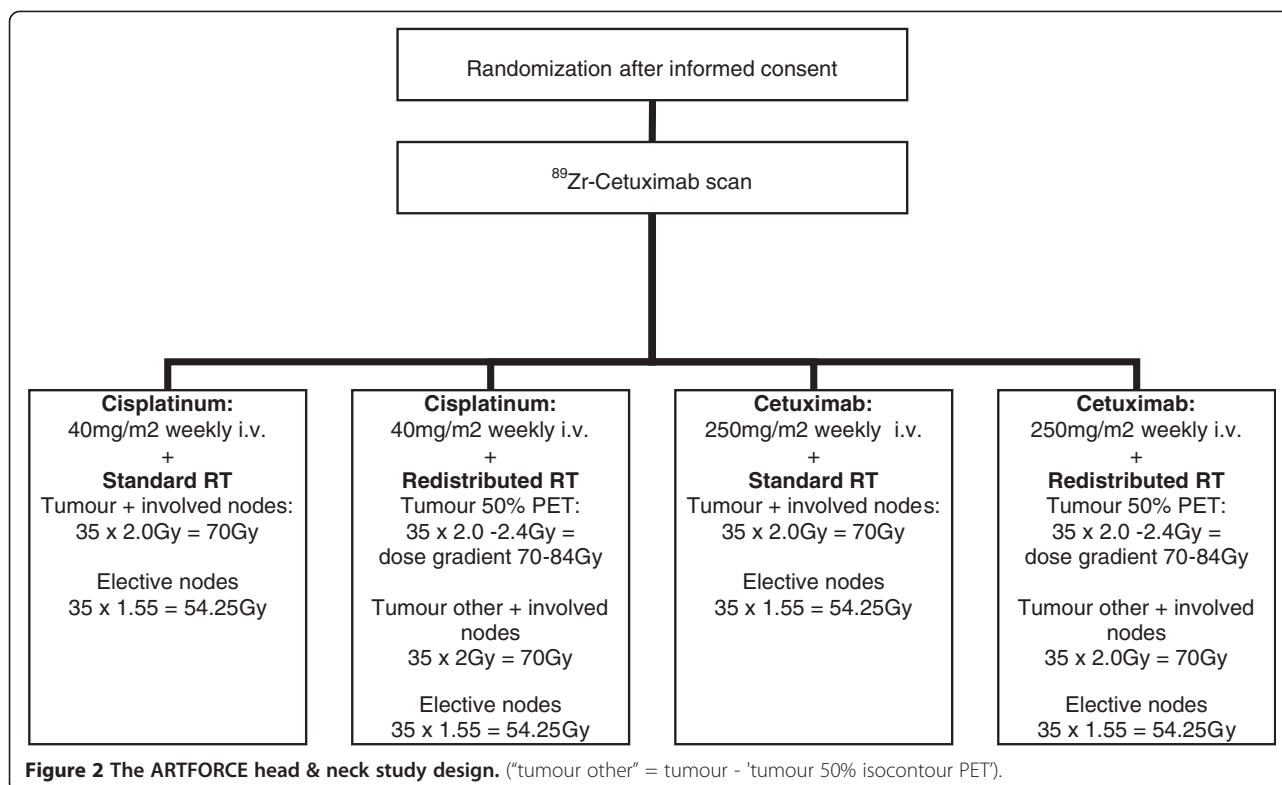 Randomization after informed consent
89Zr-Cetuximab scan
Cisplatinum:
40mg/m2 weekly i.v.
+
Standard RT
Tumour + involved nodes:
35 x 2.0Gy = 70Gy
Elective nodes
35 x 1.55 = 54.25Gy
Cisplatinum:
40mg/m2 weekly i.v.
+
Redistributed RT
Tumour 50% PET:
35 x 2.0 -2.4Gy =
dose gradient 70-84Gy
Tumour other + involved
nodes
35 x 2Gy = 70Gy
Elective nodes
35 x 1.55 = 54.25Gy
Cetuximab:
250mg/m2 weekly i.v.
+
Standard RT
Tumour + involved nodes:
35 x 2.0Gy = 70Gy
Elective nodes
35 x 1.55 = 54.25Gy
Cetuximab:
250mg/m2 weekly i.v.
+
Redistributed RT
Tumour 50% PET:
35 x 2.0 -2.4Gy =
dose gradient 70-84Gy
Tumour other + involved
nodes
35 x 2.0Gy = 70Gy
Elective nodes
35 x 1.55 = 54.25Gy
Figure 2 The ARTFORCE head & neck study design. ("tumour other" = tumour - 'tumour 50% isocontour PET').